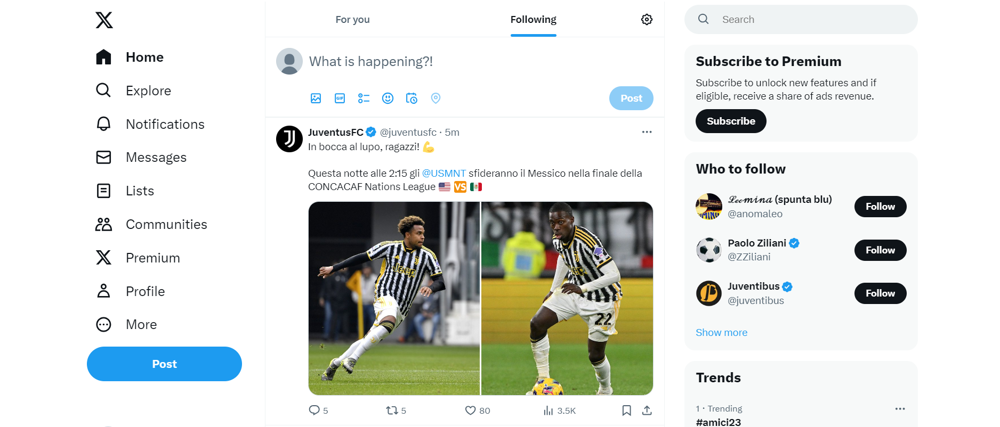 Home
Explore
Notifications
Messages
Lists
Communities
Premium
Profile
More
Post
For you
Following
What is happening?!
GIF
Post
JuventusFC @juventusfc · 5m
In bocca al lupo, ragazzi! 💪
Questa notte alle 2:15 gli @USMNT sfideranno il Messico nella finale della
CONCACAF Nations League 🇺🇸 🆚 🇲🇽
Jeep
22
5
5
80
3.5K
Search
Subscribe to Premium
Subscribe to unlock new features and if
eligible, receive a share of ads revenue.
Subscribe
Who to follow
𝓛𝓮𝓸𝓶𝓲𝓷𝓪 (spunta blu)
@anomaleo
Follow
Paolo Ziliani
@ZZiliani
Follow
Juventibus
@juventibus
Follow
Show more
Trends
1 · Trending
#amici23